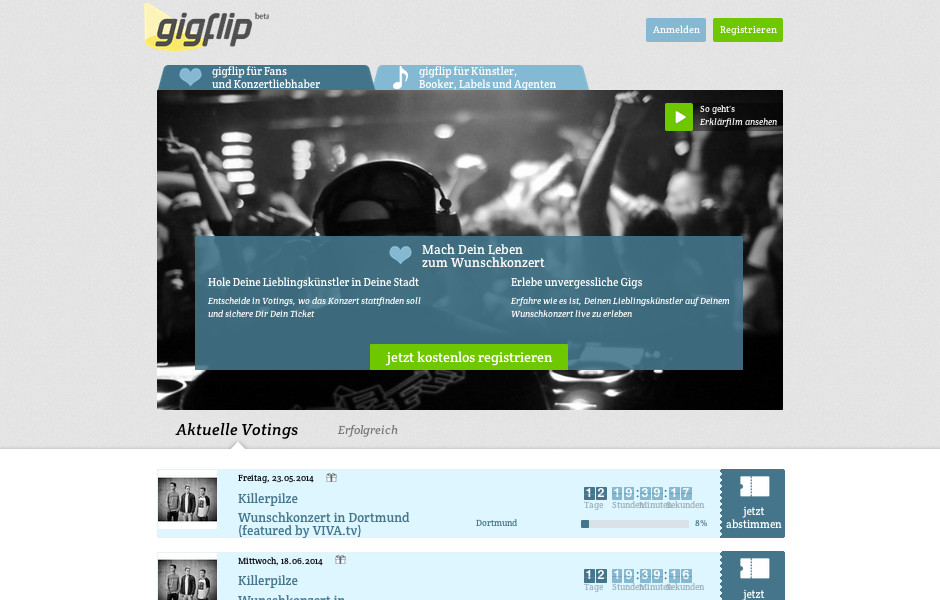 gigflip beta
Anmelden
Registrieren
gigflip für Fans
und Konzertliebhaber
gigflip für Künstler,
Booker, Labels und Agenten
So geht's
Erklärfilm ansehen
Mach Dein Leben
zum Wunschkonzert
Hole Deine Lieblingskünstler in Deine Stadt
Entscheide in Votings, wo das Konzert stattfinden soll
und sichere Dir Dein Ticket
Erlebe unvergessliche Gigs
Erfahre wie es ist, Deinen Lieblingskünstler auf Deinem
Wunschkonzert live zu erleben
jetzt kostenlos registrieren
Aktuelle Votings
Erfolgreich
Freitag, 23.05.2014
Killerpilze
Wunschkonzert in Dortmund
(featured by VIVA.tv)
Dortmund
12 19:39:17
Tage Stunden Minuten Sekunden
8%
jetzt
abstimmen
Mittwoch, 18.06.2014
Killerpilze
Wunschkonzert in
12 19:39:16
Tage Stunden Minuten Sekunden
jetzt